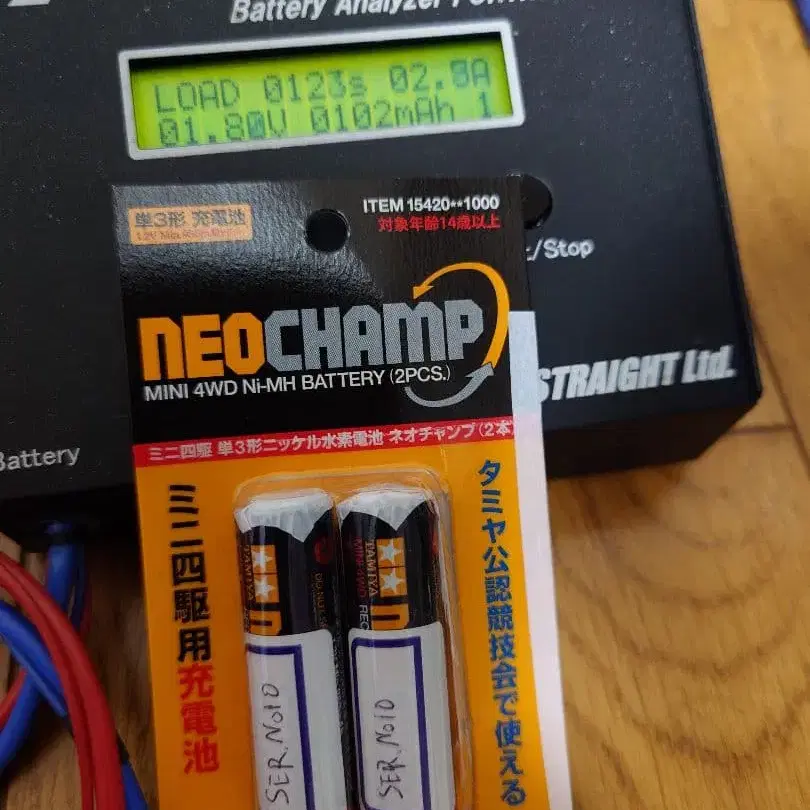 Battery Analyzer
LOAD 0123s 02.8A
01.80V 0102mAh 1
/Stop
STRAIGHT Ltd.
Battery
単3形 充電池
ITEM 15420**1000
対象年齢14歳以上
NEOCHAMP
MINI 4WD Ni-MH BATTERY (2PCS.)
ミニ四駆 単3形ニッケル水素電池 ネオチャンプ(2本
ミニ四駆用充電池
タミヤ公認競技会で使える
TAMIYA
TAMIYA
MINI 4WD
SER.No10
SER.No10